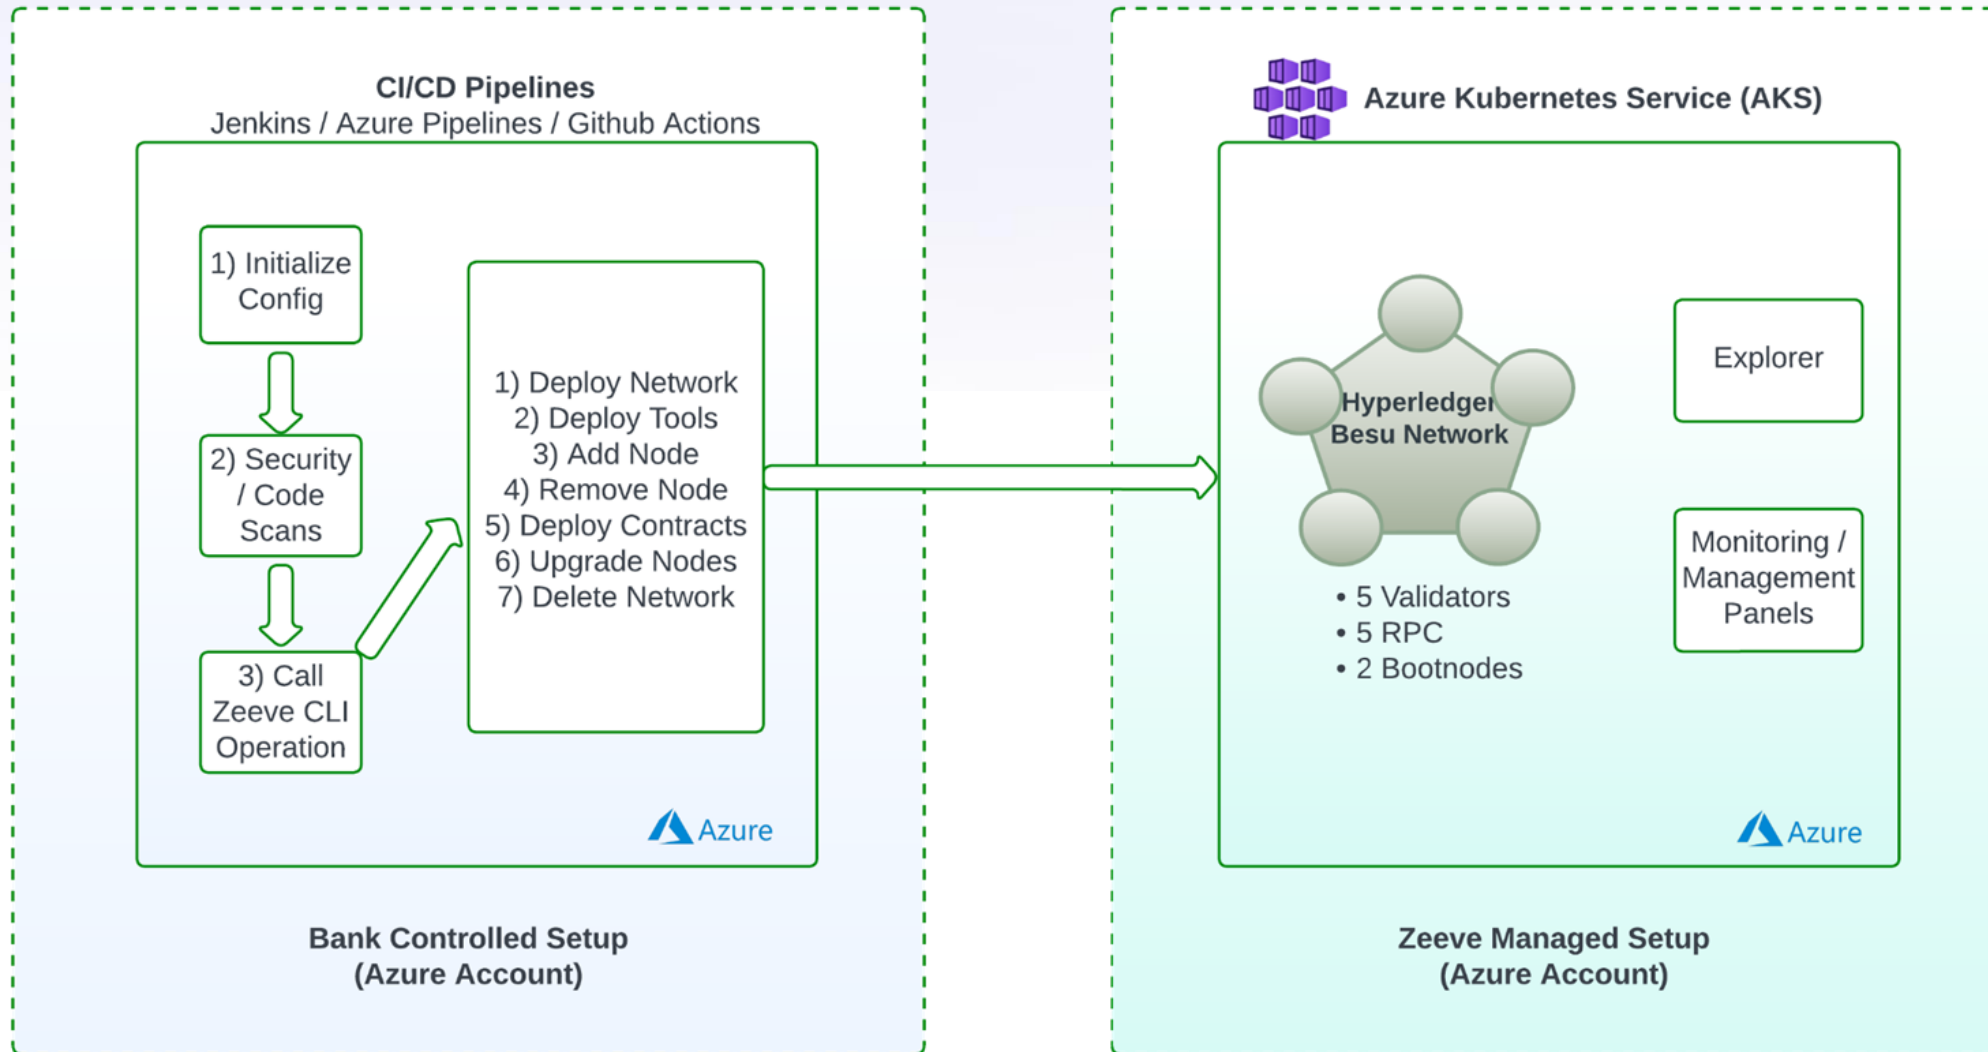 CI/CD Pipelines
Jenkins / Azure Pipelines / Github Actions
1) Initialize
Config
2) Security
/ Code
Scans
3) Call
Zeeve CLI
Operation
1) Deploy Network
2) Deploy Tools
3) Add Node
4) Remove Node
5) Deploy Contracts
6) Upgrade Nodes
7) Delete Network
Azure
Bank Controlled Setup
(Azure Account)
Azure Kubernetes Service (AKS)
Hyperledger
Besu Network
• 5 Validators
• 5 RPC
• 2 Bootnodes
Explorer
Monitoring /
Management
Panels
Azure
Zeeve Managed Setup
(Azure Account)